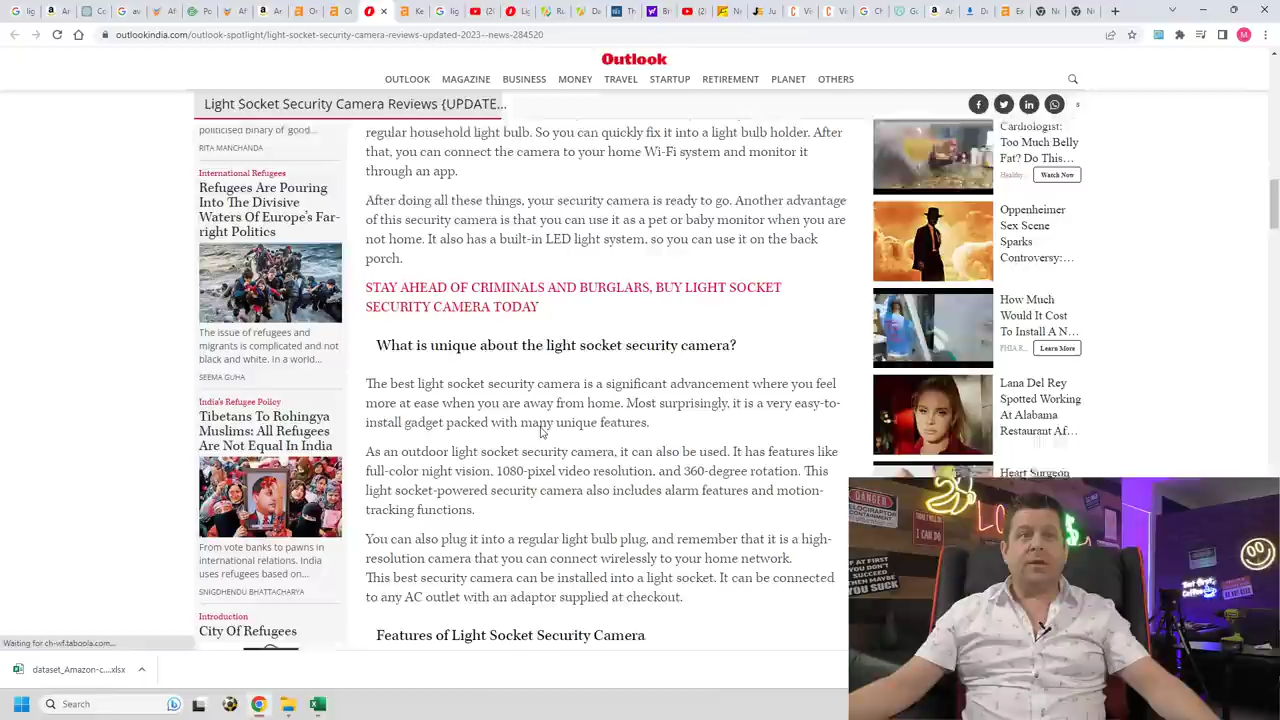 outlookindia.com/outlook-spotlight/light-socket-security-camera-reviews-updated-2023--news-284520
Outlook
OUTLOOK MAGAZINE BUSINESS MONEY TRAVEL STARTUP RETIREMENT PLANET OTHERS
Light Socket Security Camera Reviews {UPDATE...
politicised binary of 'good...
RITA MANCHANDA
International Refugees
Refugees Are Pouring
Into The Divisive
Waters Of Europe's Far-
right Politics
The issue of refugees and
migrants is complicated and not
black and white. In a world...
SEEMA GUHA
India's Refugee Policy
Tibetans To Rohingya
Muslims: All Refugees
Are Not Equal In India
From vote banks to pawns in
international relations. India
uses refugees based on...
SNIGDHENDU BHATTACHARYA
Introduction
City Of Refugees
regular household light bulb. So you can quickly fix it into a light bulb holder. After
that, you can connect the camera to your home Wi-Fi system and monitor it
through an app.
After doing all these things, your security camera is ready to go. Another advantage
of this security camera is that you can use it as a pet or baby monitor when you are
not home. It also has a built-in LED light system, so you can use it on the back
porch.
STAY AHEAD OF CRIMINALS AND BURGLARS, BUY LIGHT SOCKET
SECURITY CAMERA TODAY
What is unique about the light socket security camera?
The best light socket security camera is a significant advancement where you feel
more at ease when you are away from home. Most surprisingly, it is a very easy-to-
install gadget packed with many unique features.
As an outdoor light socket security camera, it can also be used. It has features like
full-color night vision, 1080-pixel video resolution, and 360-degree rotation. This
light socket-powered security camera also includes alarm features and motion-
tracking functions.
You can also plug it into a regular light bulb plug, and remember that it is a high-
resolution camera that you can connect wirelessly to your home network.
This best security camera can be installed into a light socket. It can be connected
to any AC outlet with an adaptor supplied at checkout.
Features of Light Socket Security Camera
Cardiologist:
Too Much Belly
Fat? Do This...
Watch Now
Oppenheimer
Sex Scene
Sparks
Controversy:...
How Much
Would It Cost
To Install A N...
Learn More
Lana Del Rey
Spotted Working
At Alabama
Restaurant Af...
Heart Surgeon
DANGER
VELOCIRAPTOR
CONTAINMENT
I CAN DO
IF AT FIRST
YOU DON'T
SUCCEED
THEN MAYBE
YOU SUCK
Waiting for ch-wf.taboola.com...
dataset_Amazon-c....xlsx
Search